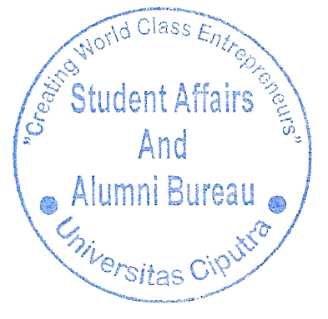 "Creating World Class Entrepreneurs"
Student Affairs
And
Alumni Bureau
Universitas Ciputra